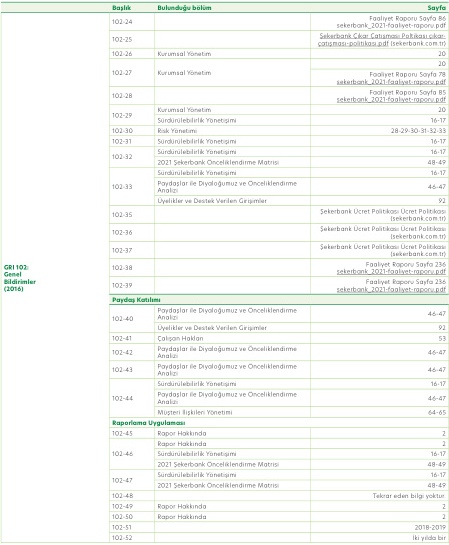 Başlık Bulunduğu bölüm Sayfa
102-24 Faaliyet Raporu Sayfa 86
sekerbank_2021-faaliyet-raporu.pdf
102-25 Şekerbank Çıkar Çatışması Politikası çıkar-
çatışması-politikası.pdf (sekerbank.com.tr)
102-26 Kurumsal Yönetim 20
102-27 Kurumsal Yönetim 20
Faaliyet Raporu Sayfa 78
sekerbank_2021-faaliyet-raporu.pdf
102-28 Faaliyet Raporu Sayfa 85
sekerbank_2021-faaliyet-raporu.pdf
102-29 Kurumsal Yönetim 20
Sürdürülebilirlik Yönetişimi 16-17
102-30 Risk Yönetimi 28-29-30-31-32-33
102-31 Sürdürülebilirlik Yönetişimi 16-17
102-32 Sürdürülebilirlik Yönetişimi 16-17
2021 Şekerbank Önceliklendirme Matrisi 48-49
102-33 Sürdürülebilirlik Yönetişimi 16-17
Paydaşlar ile Diyaloğumuz ve Önceliklendirme
Analizi 46-47
Üyelikler ve Destek Verilen Girişimler 92
102-35 Şekerbank Ücret Politikası Ücret Politikası
(sekerbank.com.tr)
102-36 Şekerbank Ücret Politikası Ücret Politikası
(sekerbank.com.tr)
102-37 Şekerbank Ücret Politikası Ücret Politikası
(sekerbank.com.tr)
102-38 Faaliyet Raporu Sayfa 236
sekerbank_2021-faaliyet-raporu.pdf
102-39 Faaliyet Raporu Sayfa 236
sekerbank_2021-faaliyet-raporu.pdf
GRI 102:
Genel
Bildirimler
(2016)
Paydaş Katılımı
102-40 Paydaşlar ile Diyaloğumuz ve Önceliklendirme
Analizi 46-47
Üyelikler ve Destek Verilen Girişimler 92
102-41 Çalışan Hakları 53
102-42 Paydaşlar ile Diyaloğumuz ve Önceliklendirme
Analizi 46-47
102-43 Paydaşlar ile Diyaloğumuz ve Önceliklendirme
Analizi 46-47
102-44 Sürdürülebilirlik Yönetişimi 16-17
Paydaşlar ile Diyaloğumuz ve Önceliklendirme
Analizi 46-47
Müşteri İlişkileri Yönetimi 64-65
Raporlama Uygulaması
102-45 Rapor Hakkında 2
102-46 Rapor Hakkında 2
Sürdürülebilirlik Yönetişimi 16-17
2021 Şekerbank Önceliklendirme Matrisi 48-49
102-47 Sürdürülebilirlik Yönetişimi 16-17
2021 Şekerbank Önceliklendirme Matrisi 48-49
102-48 Tekrar eden bilgi yoktur.
102-49 Rapor Hakkında 2
102-50 Rapor Hakkında 2
102-51 2018-2019
102-52 İki yılda bir